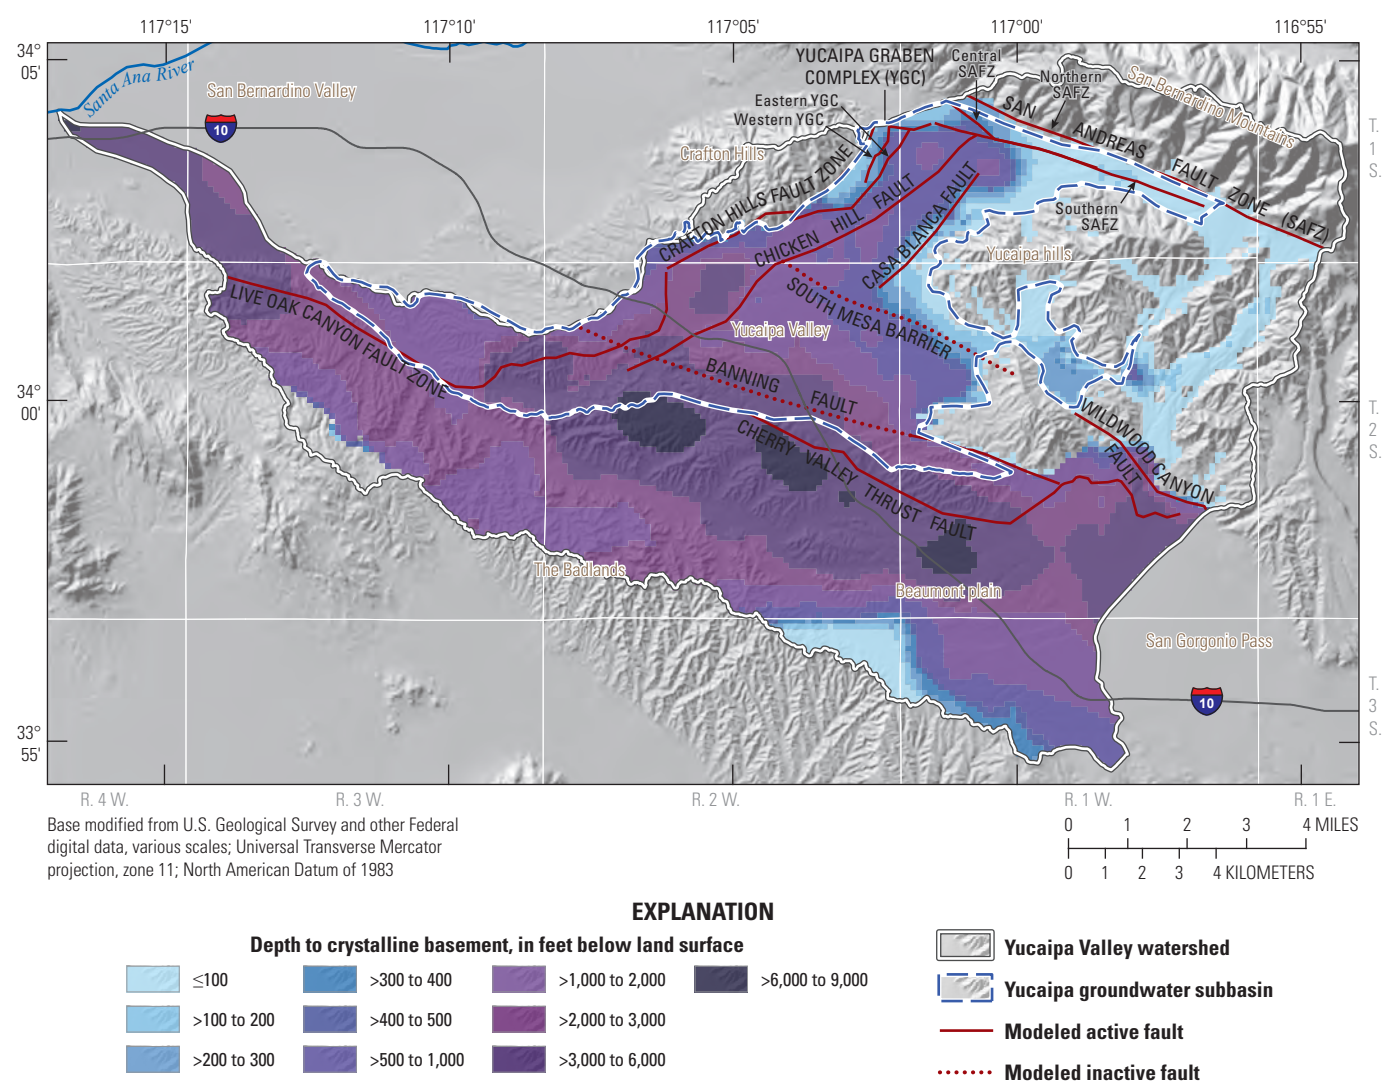 117°15'
117°10'
117°05'
117°00'
116°55'
34°
05'
34°
00'
33°
55'
Santa Ana River
San Bernardino Valley
10
YUCAIPA GRABEN
COMPLEX (YGC)
Eastern YGC
Western YGC
Central
SAFZ
Northern
SAFZ
San Bernardino Mountains
SAN ANDREAS FAULT ZONE (SAFZ)
Crafton Hills
CRAFTON HILLS FAULT ZONE
CHICKEN HILL FAULT
CASA BLANCA FAULT
Southern
SAFZ
Yucaipa hills
LIVE OAK CANYON FAULT ZONE
SOUTH MESA BARRIER
Yucaipa Valley
BANNING FAULT
CHERRY VALLEY THRUST FAULT
WILDWOOD CANYON
FAULT
The Badlands
Beaumont plain
San Gorgonio Pass
10
T.
1
S.
T.
2
S.
T.
3
S.
R. 4 W.
R. 3 W.
R. 2 W.
R. 1 W.
R. 1 E.
Base modified from U.S. Geological Survey and other Federal
digital data, various scales; Universal Transverse Mercator
projection, zone 11; North American Datum of 1983
0 1 2 3 4 MILES
0 1 2 3 4 KILOMETERS
EXPLANATION
Depth to crystalline basement, in feet below land surface
≤100
>100 to 200
>200 to 300
>300 to 400
>400 to 500
>500 to 1,000
>1,000 to 2,000
>2,000 to 3,000
>3,000 to 6,000
>6,000 to 9,000
Yucaipa Valley watershed
Yucaipa groundwater subbasin
Modeled active fault
Modeled inactive fault